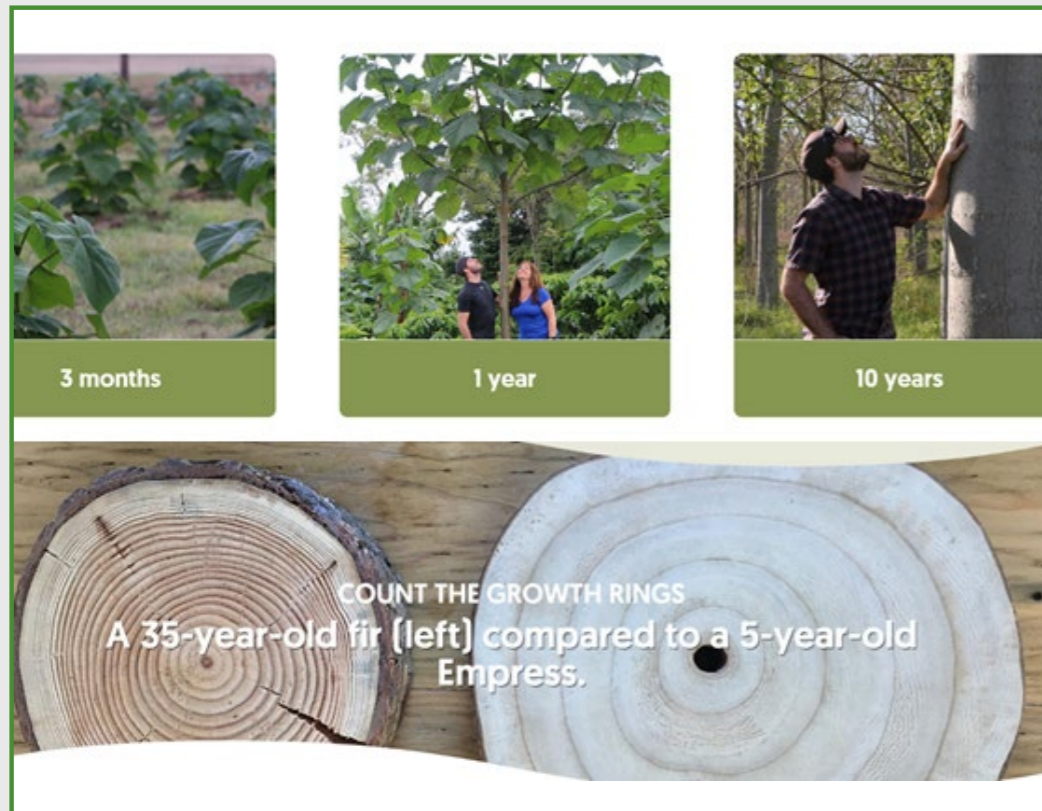 3 months
1 year
10 years
COUNT THE GROWTH RINGS
A 35-year-old fir (left) compared to a 5-year-old
Empress.